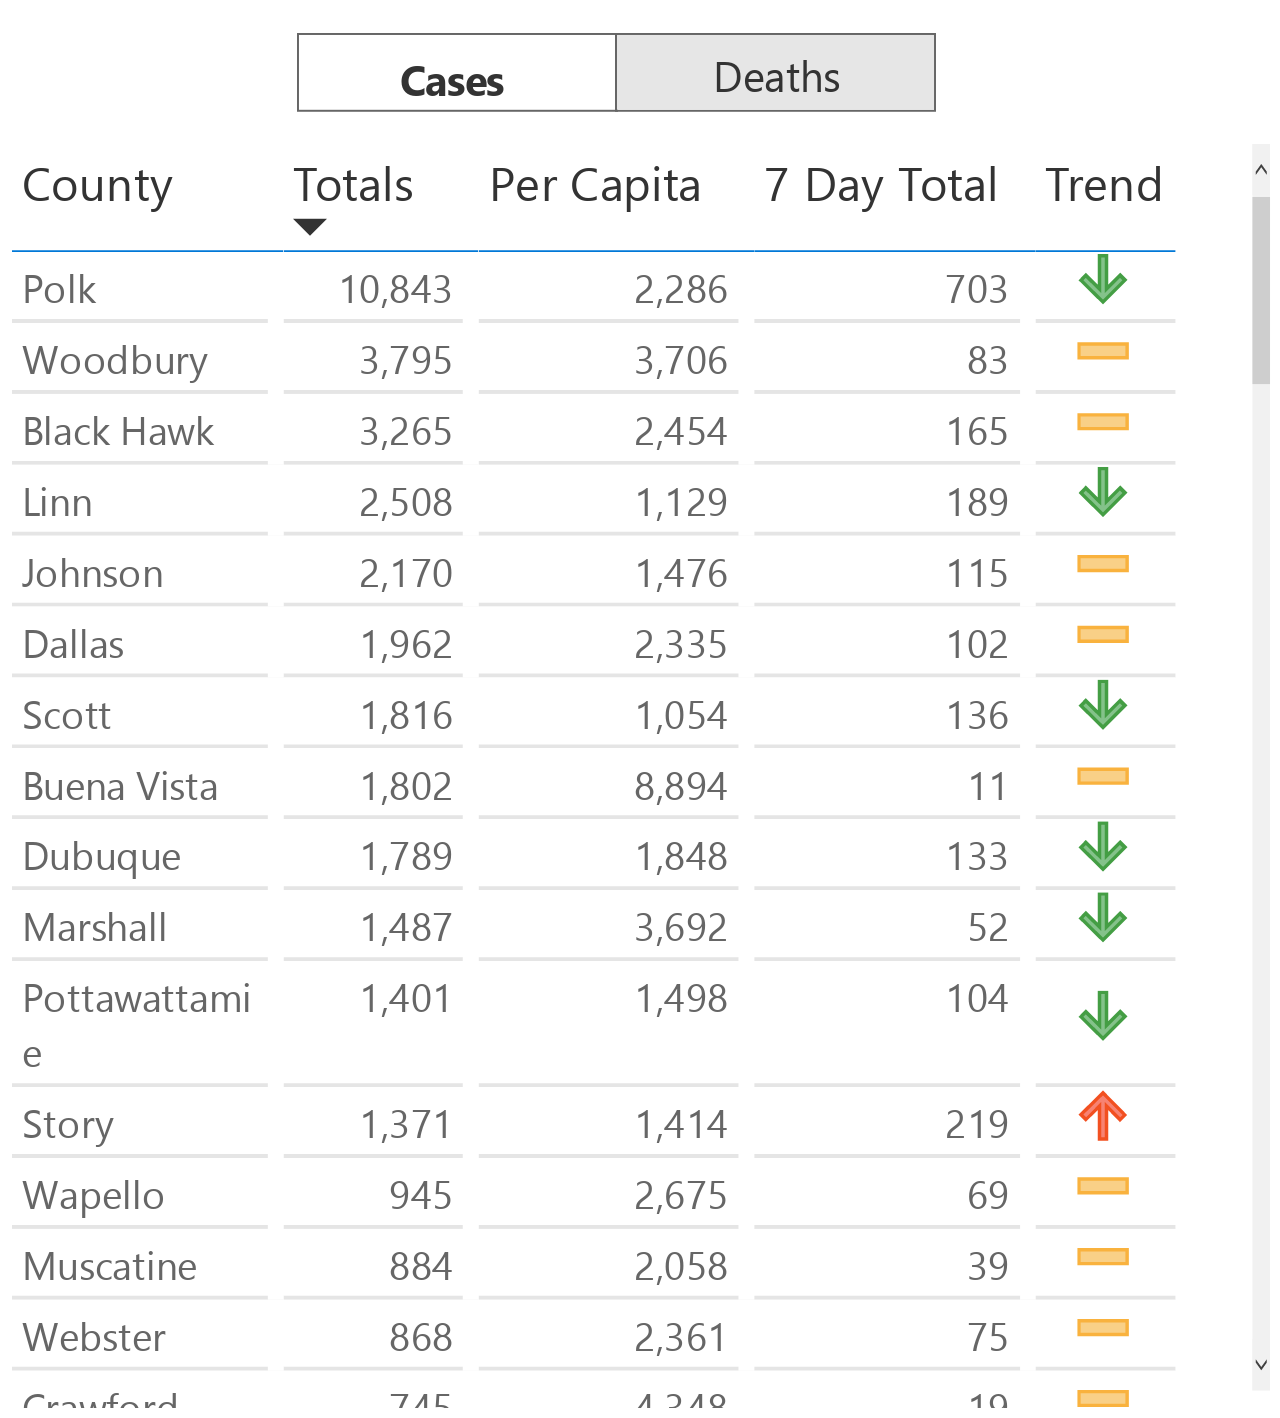 Cases Deaths
County Totals Per Capita 7 Day Total Trend
Polk 10,843 2,286 703
Woodbury 3,795 3,706 83
Black Hawk 3,265 2,454 165
Linn 2,508 1,129 189
Johnson 2,170 1,476 115
Dallas 1,962 2,335 102
Scott 1,816 1,054 136
Buena Vista 1,802 8,894 11
Dubuque 1,789 1,848 133
Marshall 1,487 3,692 52
Pottawattami 1,401 1,498 104
e
Story 1,371 1,414 219
Wapello 945 2,675 69
Muscatine 884 2,058 39
Webster 868 2,361 75
Crawford 745 4,348 19